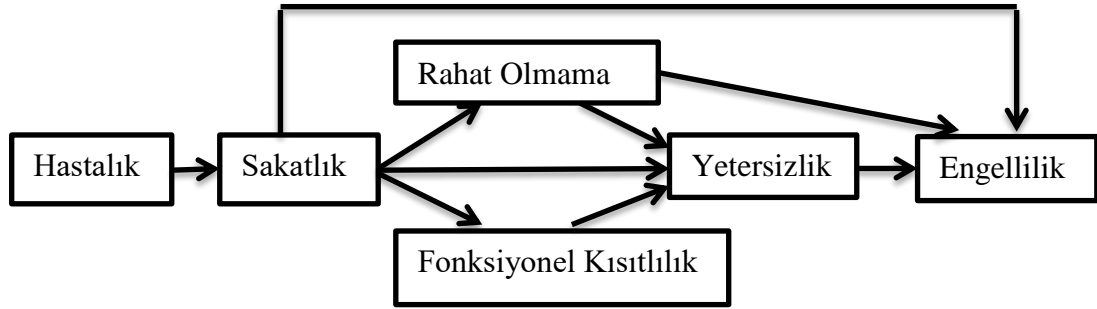 Rahat Olmama
Hastalık
Sakatlık
Yetersizlik
Engellilik
Fonksiyonel Kısıtlılık